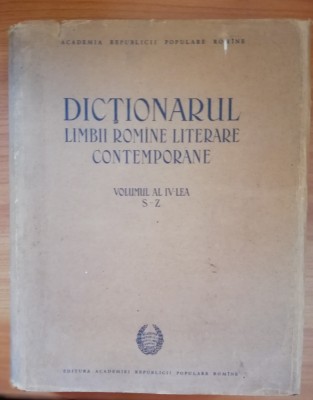 ACADEMIA REPUBLICII POPULARE ROMÎNE
DICȚIONARUL
LIMBII ROMÎNE LITERARE
CONTEMPORANE
VOLUMUL AL IV-LEA
S-Z
EDITURA ACADEMIEI REPUBLICII POPULARE ROMÎNE